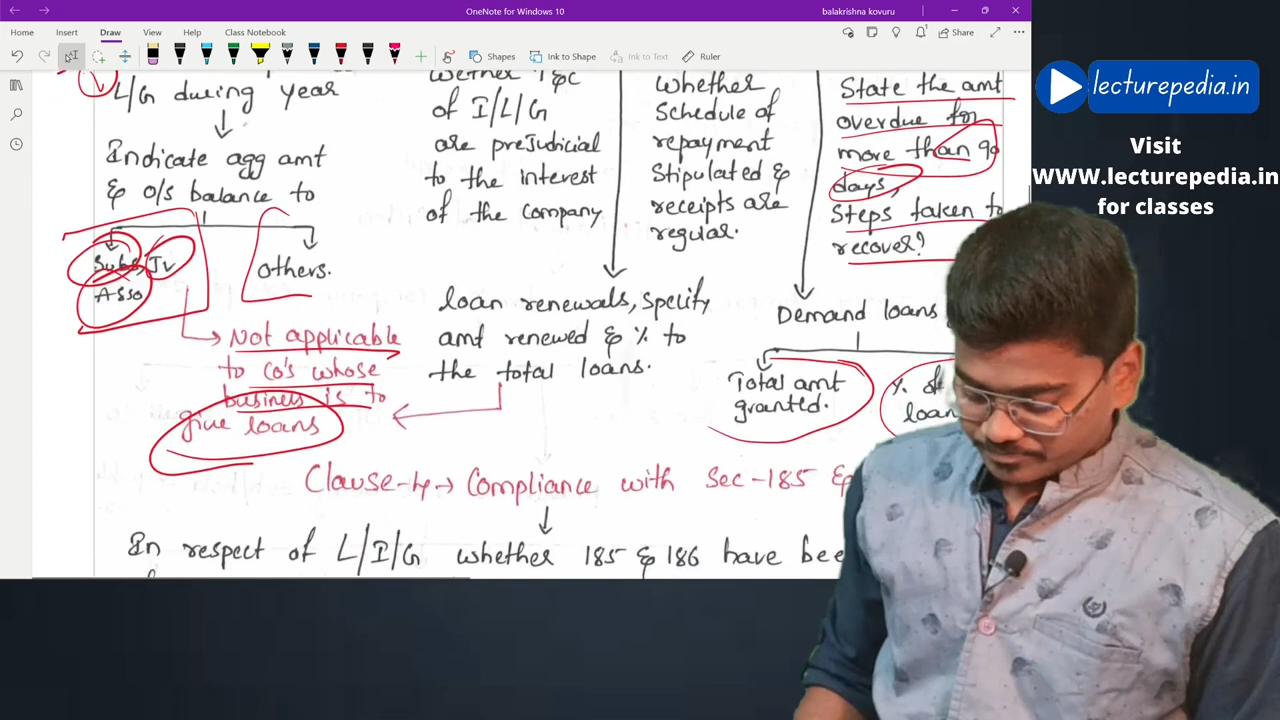 OneNote for Windows 10
balakrishna kovuru
Home Insert Draw View Help Class Notebook
Shapes Ink to Shape Ink to Text Ruler Share
L/G during year
Indicate agg amt
& o/s balance to
Subs, Jv
Asso
others.
Not applicable
to co's whose
business is to
give loans
of I/L/G
are prejudicial
to the interest
of the company
loan renewals, specify
amt renewed & % to
the total loans.
Whether
Schedule of
repayment
Stipulated &
receipts are
regular.
State the amt
overdue for
more than 90
days,
Steps taken to
recover?
Demand loans
Total amt
granted.
% of
loan
Clause-4 → Compliance with Sec-185 &
In respect of L/I/G whether 185 & 186 have bee
lecturepedia.in
Visit
www.lecturepedia.in
for classes